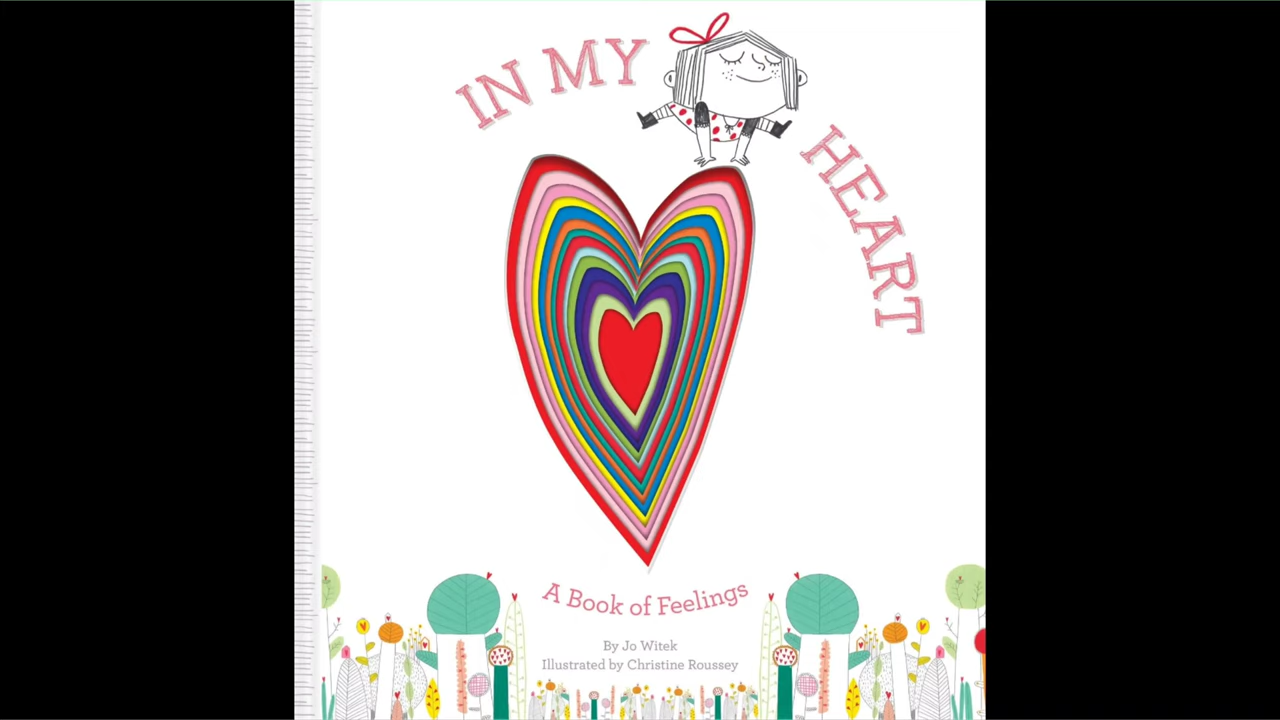 IN MY
HEART
A Book of Feelings
By Jo Witek
Illustrated by Christine Roussey